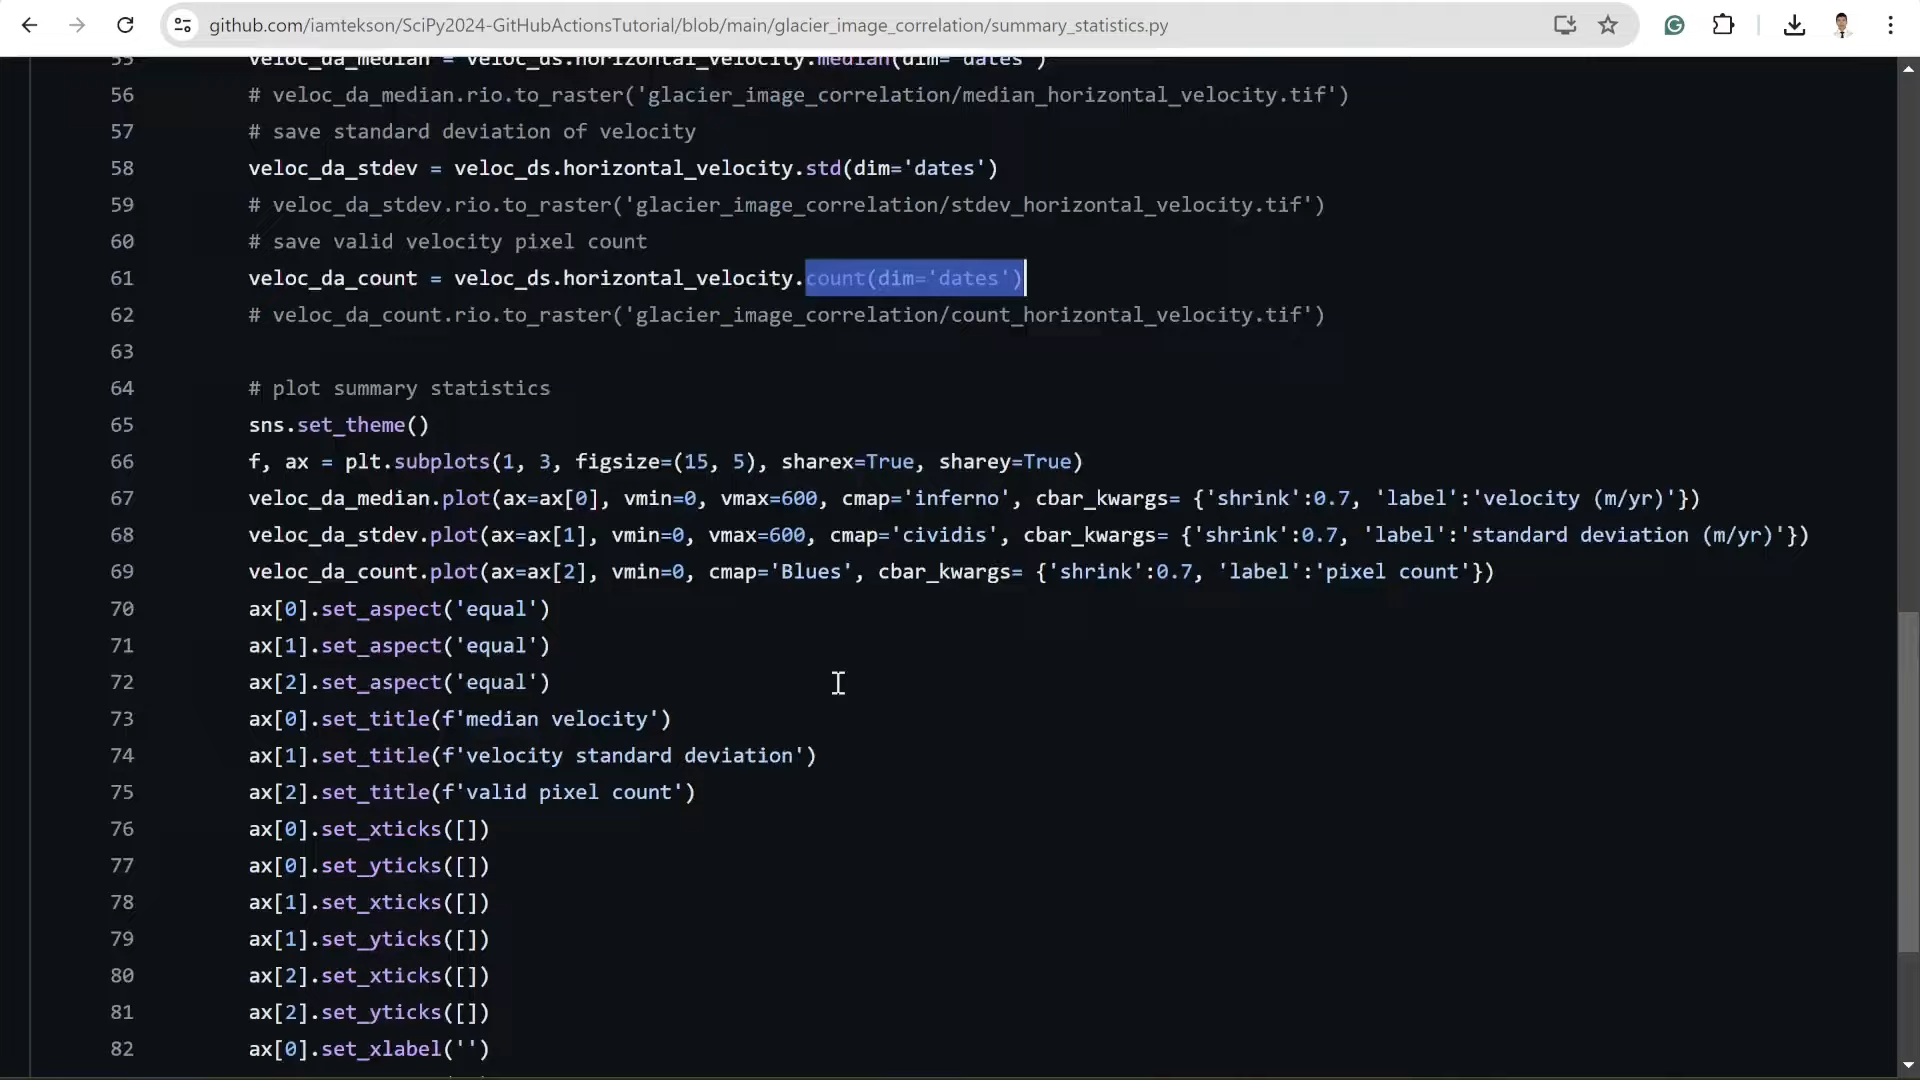 github.com/iamtekson/SciPy2024-GitHubActionsTutorial/blob/main/glacier_image_correlation/summary_statistics.py
55 veloc_da_median = veloc_ds.horizontal_velocity.median(dim='dates')
56 # veloc_da_median.rio.to_raster('glacier_image_correlation/median_horizontal_velocity.tif')
57 # save standard deviation of velocity
58 veloc_da_stdev = veloc_ds.horizontal_velocity.std(dim='dates')
59 # veloc_da_stdev.rio.to_raster('glacier_image_correlation/stdev_horizontal_velocity.tif')
60 # save valid velocity pixel count
61 veloc_da_count = veloc_ds.horizontal_velocity.count(dim='dates')
62 # veloc_da_count.rio.to_raster('glacier_image_correlation/count_horizontal_velocity.tif')
63
64 # plot summary statistics
65 sns.set_theme()
66 f, ax = plt.subplots(1, 3, figsize=(15, 5), sharex=True, sharey=True)
67 veloc_da_median.plot(ax=ax[0], vmin=0, vmax=600, cmap='inferno', cbar_kwargs= {'shrink':0.7, 'label':'velocity (m/yr)'})
68 veloc_da_stdev.plot(ax=ax[1], vmin=0, vmax=600, cmap='cividis', cbar_kwargs= {'shrink':0.7, 'label':'standard deviation (m/yr)'})
69 veloc_da_count.plot(ax=ax[2], vmin=0, cmap='Blues', cbar_kwargs= {'shrink':0.7, 'label':'pixel count'})
70 ax[0].set_aspect('equal')
71 ax[1].set_aspect('equal')
72 ax[2].set_aspect('equal')
73 ax[0].set_title(f'median velocity')
74 ax[1].set_title(f'velocity standard deviation')
75 ax[2].set_title(f'valid pixel count')
76 ax[0].set_xticks([])
77 ax[0].set_yticks([])
78 ax[1].set_xticks([])
79 ax[1].set_yticks([])
80 ax[2].set_xticks([])
81 ax[2].set_yticks([])
82 ax[0].set_xlabel('')